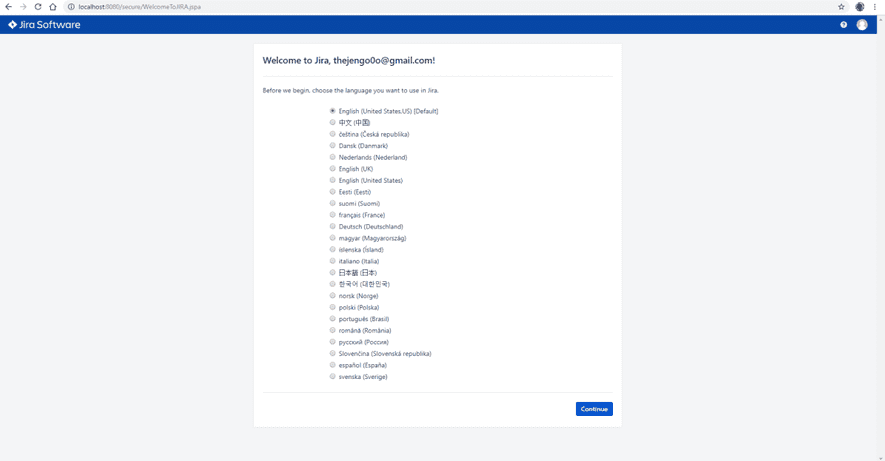 localhost:8080/secure/WelcomeToJIRA.jspa
Jira Software
Welcome to Jira, thejengo0o@gmail.com!
Before we begin, choose the language you want to use in Jira.
English (United States.US) [Default]
中文 (中国)
čeština (Česká republika)
Dansk (Danmark)
Nederlands (Nederland)
English (UK)
English (United States)
Eesti (Eesti)
suomi (Suomi)
français (France)
Deutsch (Deutschland)
magyar (Magyarország)
íslenska (Ísland)
italiano (Italia)
日本語 (日本)
한국어 (대한민국)
norsk (Norge)
polski (Polska)
português (Brasil)
română (România)
русский (Россия)
Slovenčina (Slovenská republika)
español (España)
svenska (Sverige)
Continue